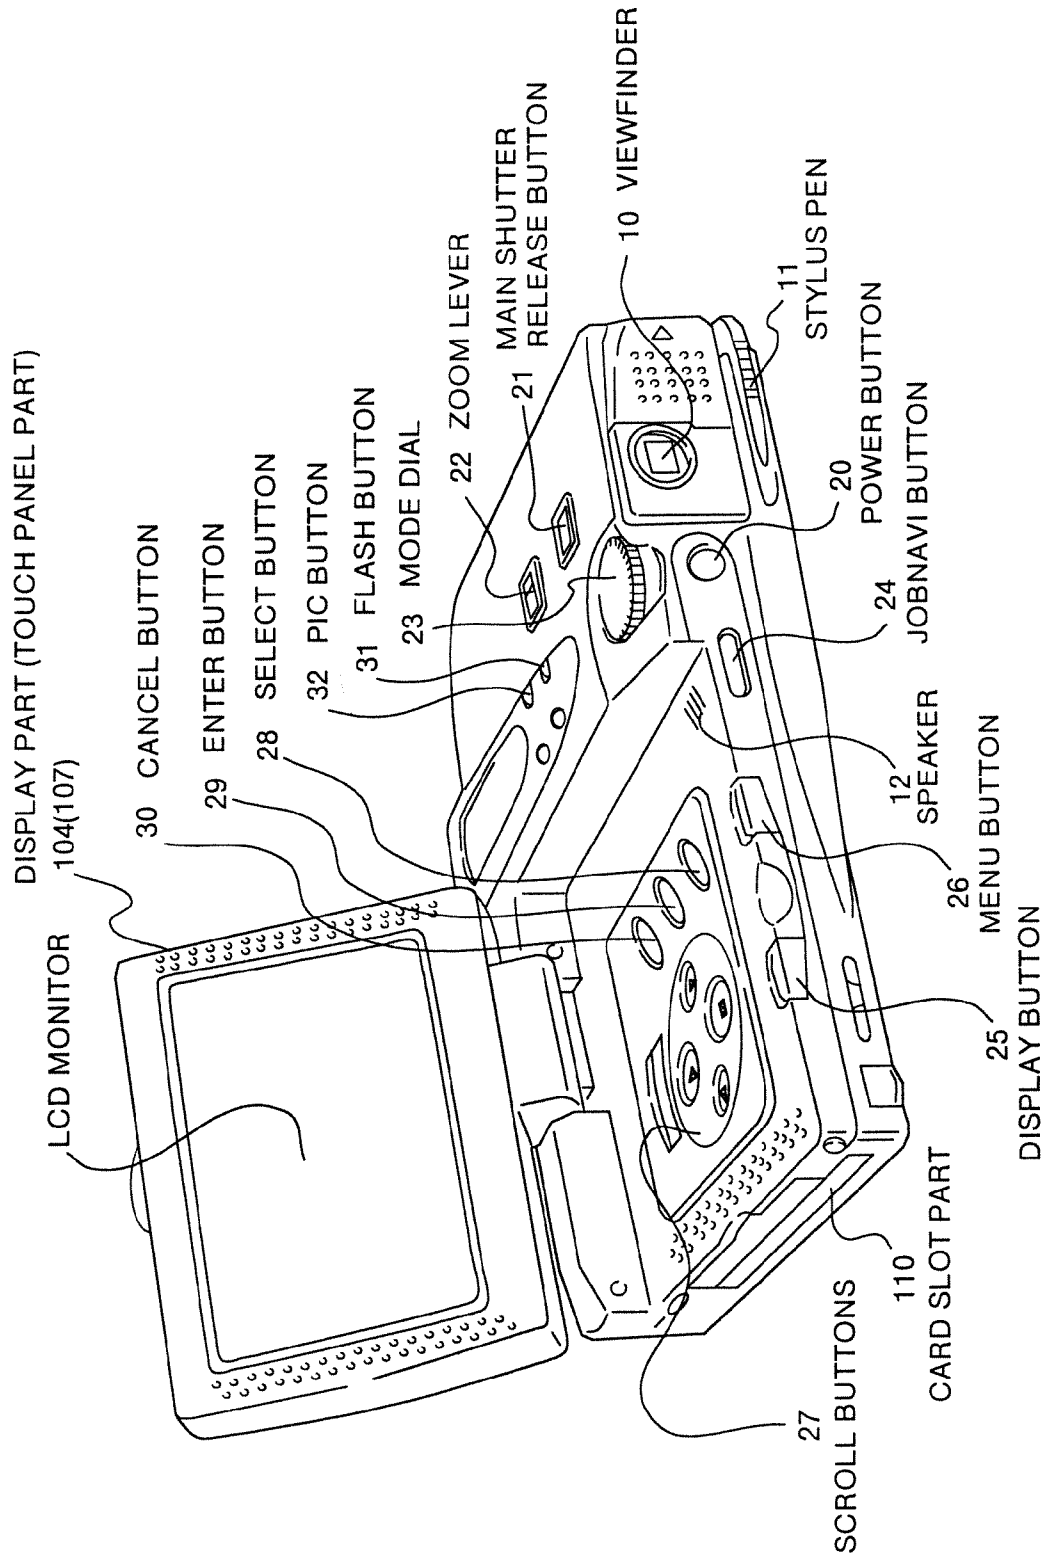 LCD MONITOR
DISPLAY PART (TOUCH PANEL PART)
104(107)
30 CANCEL BUTTON
29 ENTER BUTTON
28 SELECT BUTTON
32 PIC BUTTON
31 FLASH BUTTON
23 MODE DIAL
22 ZOOM LEVER
21 MAIN SHUTTER
RELEASE BUTTON
10 VIEWFINDER
27
SCROLL BUTTONS
110
CARD SLOT PART
25
DISPLAY BUTTON
26
MENU BUTTON
12
SPEAKER
24
JOBNAVI BUTTON
20
POWER BUTTON
11
STYLUS PEN